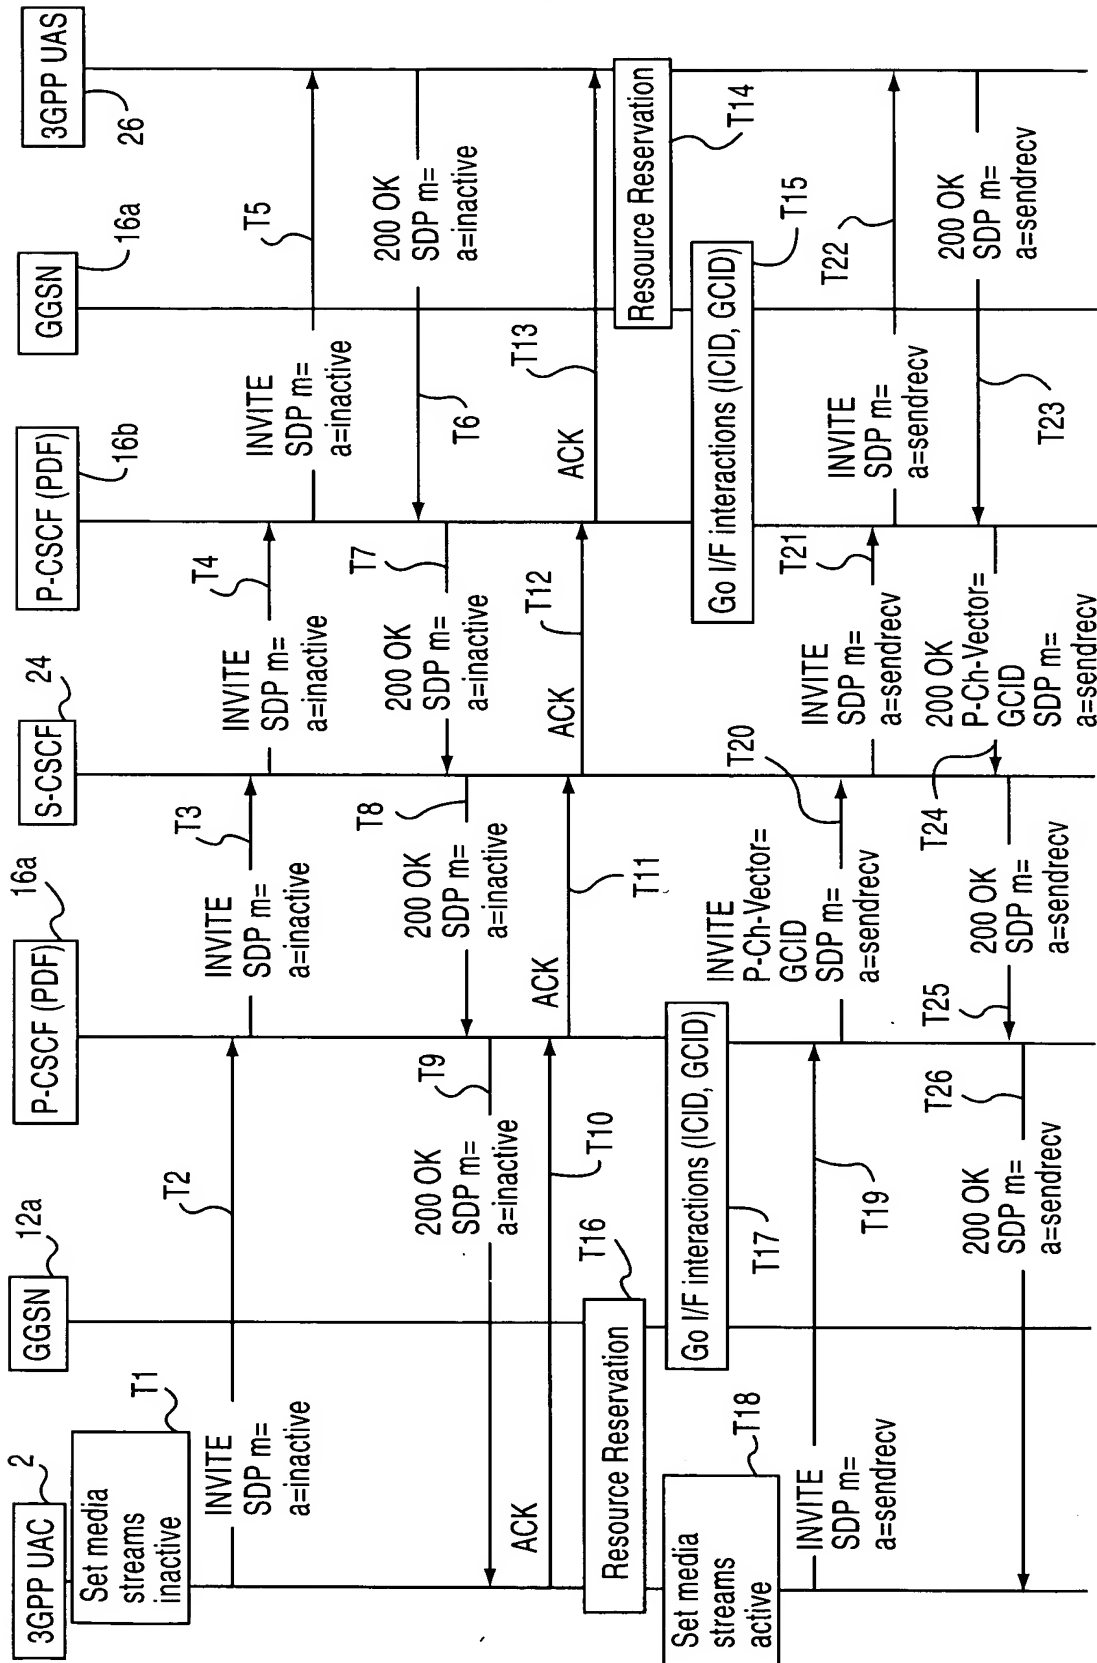 3GPP UAC
2
GGSN
12a
P-CSCF (PDF)
16a
S-CSCF
24
P-CSCF (PDF)
16b
GGSN
16a
3GPP UAS
26
Set media
streams
inactive
T1
INVITE
SDP m=
a=inactive
T2
INVITE
SDP m=
a=inactive
T3
INVITE
SDP m=
a=inactive
T4
INVITE
SDP m=
a=inactive
T5
200 OK
SDP m=
a=inactive
T6
200 OK
SDP m=
a=inactive
T7
200 OK
SDP m=
a=inactive
T8
200 OK
SDP m=
a=inactive
T9
ACK
T10
ACK
T11
ACK
T12
ACK
T13
Resource Reservation
T14
Go I/F interactions (ICID, GCID)
T15
Resource Reservation
T16
Go I/F interactions (ICID, GCID)
T17
Set media
streams
active
T18
INVITE
SDP m=
a=sendrecv
T19
INVITE
P-Ch-Vector=
GCID
SDP m=
a=sendrecv
T20
INVITE
SDP m=
a=sendrecv
T21
INVITE
SDP m=
a=sendrecv
T22
200 OK
SDP m=
a=sendrecv
T23
200 OK
P-Ch-Vector=
GCID
SDP m=
a=sendrecv
T24
200 OK
SDP m=
a=sendrecv
T25
200 OK
SDP m=
a=sendrecv
T26